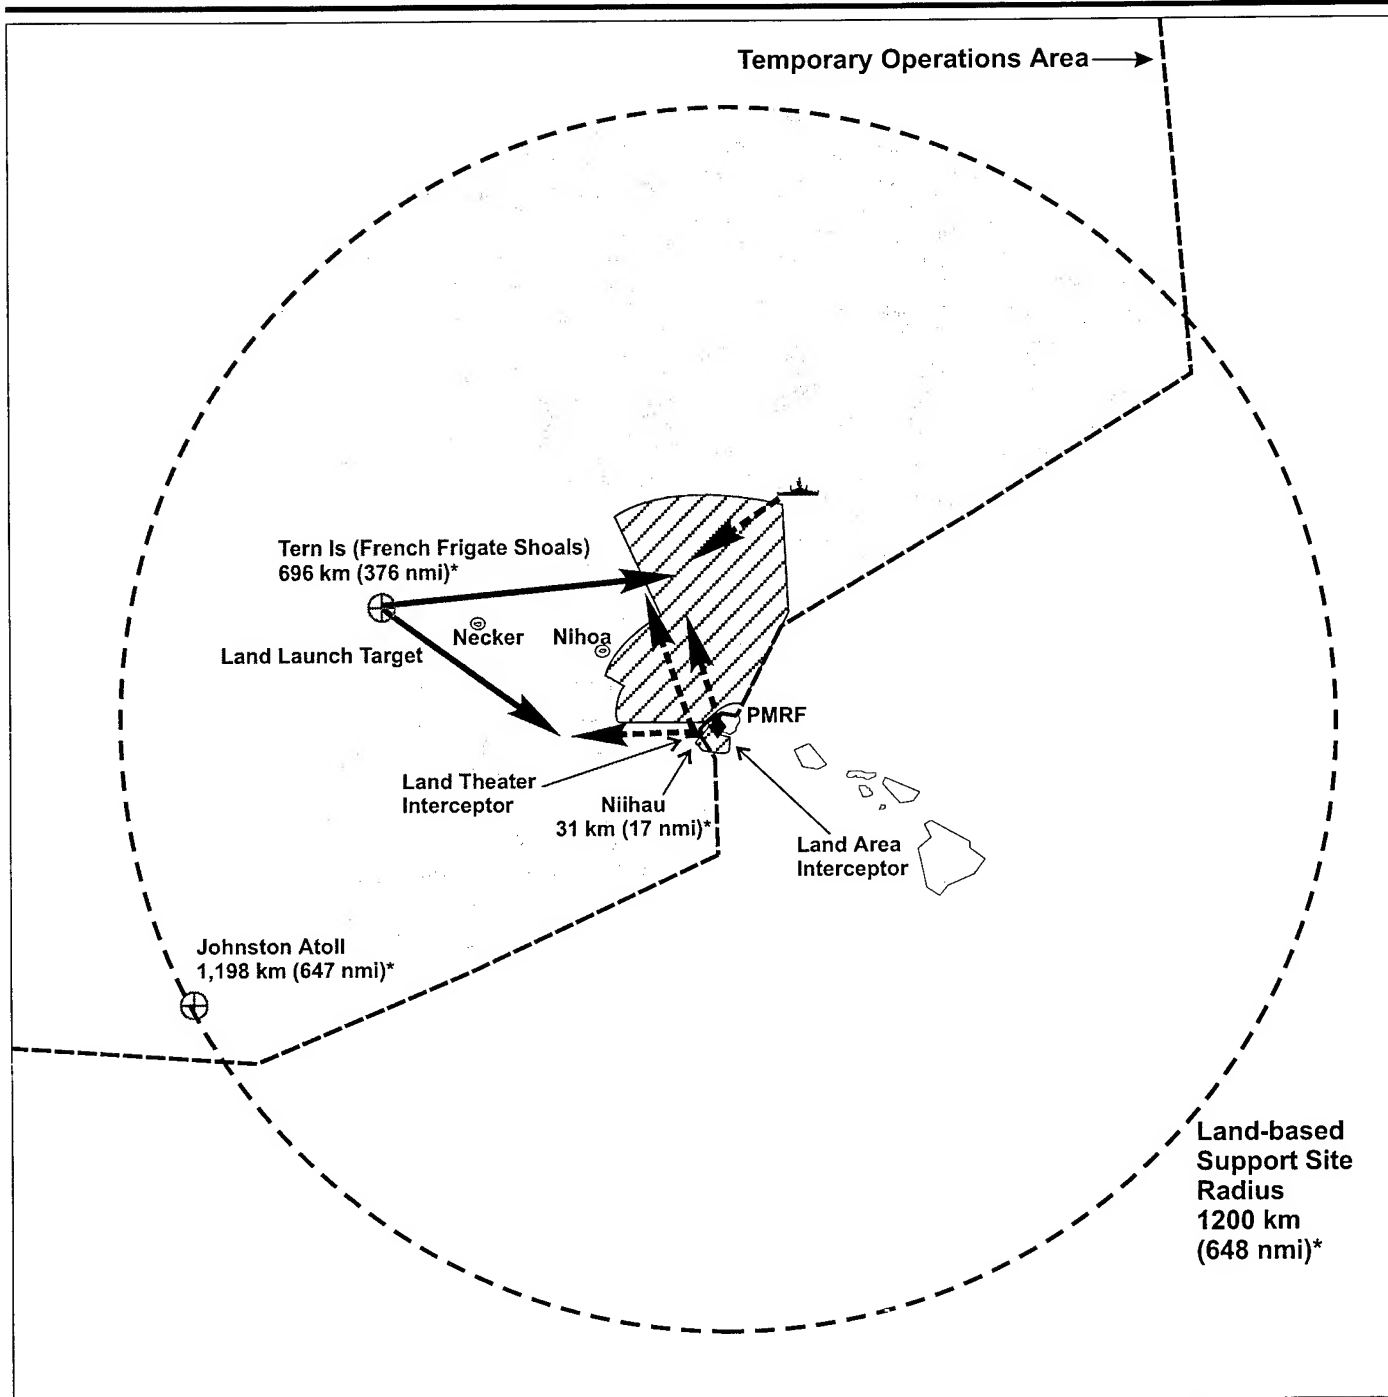 Temporary Operations Area
Tern Is (French Frigate Shoals)
696 km (376 nmi)*
Necker
Nihoa
Land Launch Target
PMRF
Land Theater
Interceptor
Niihau
31 km (17 nmi)*
Land Area
Interceptor
Johnston Atoll
1,198 km (647 nmi)*
Land-based
Support Site
Radius
1200 km
(648 nmi)*